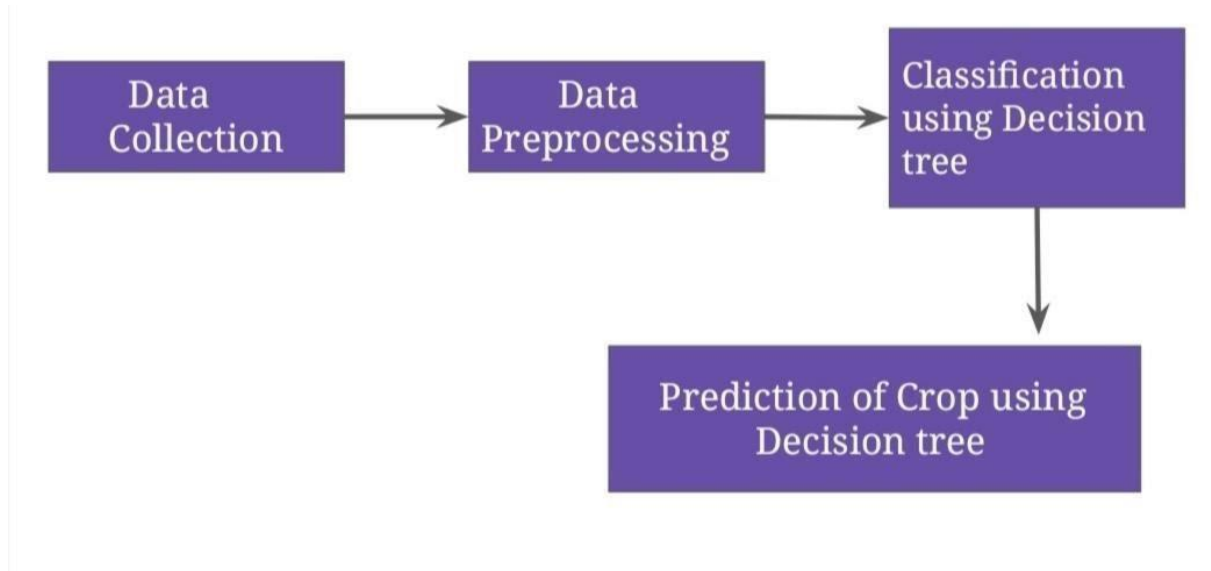 Data
Collection
Data
Preprocessing
Classification
using Decision
tree
Prediction of Crop using
Decision tree